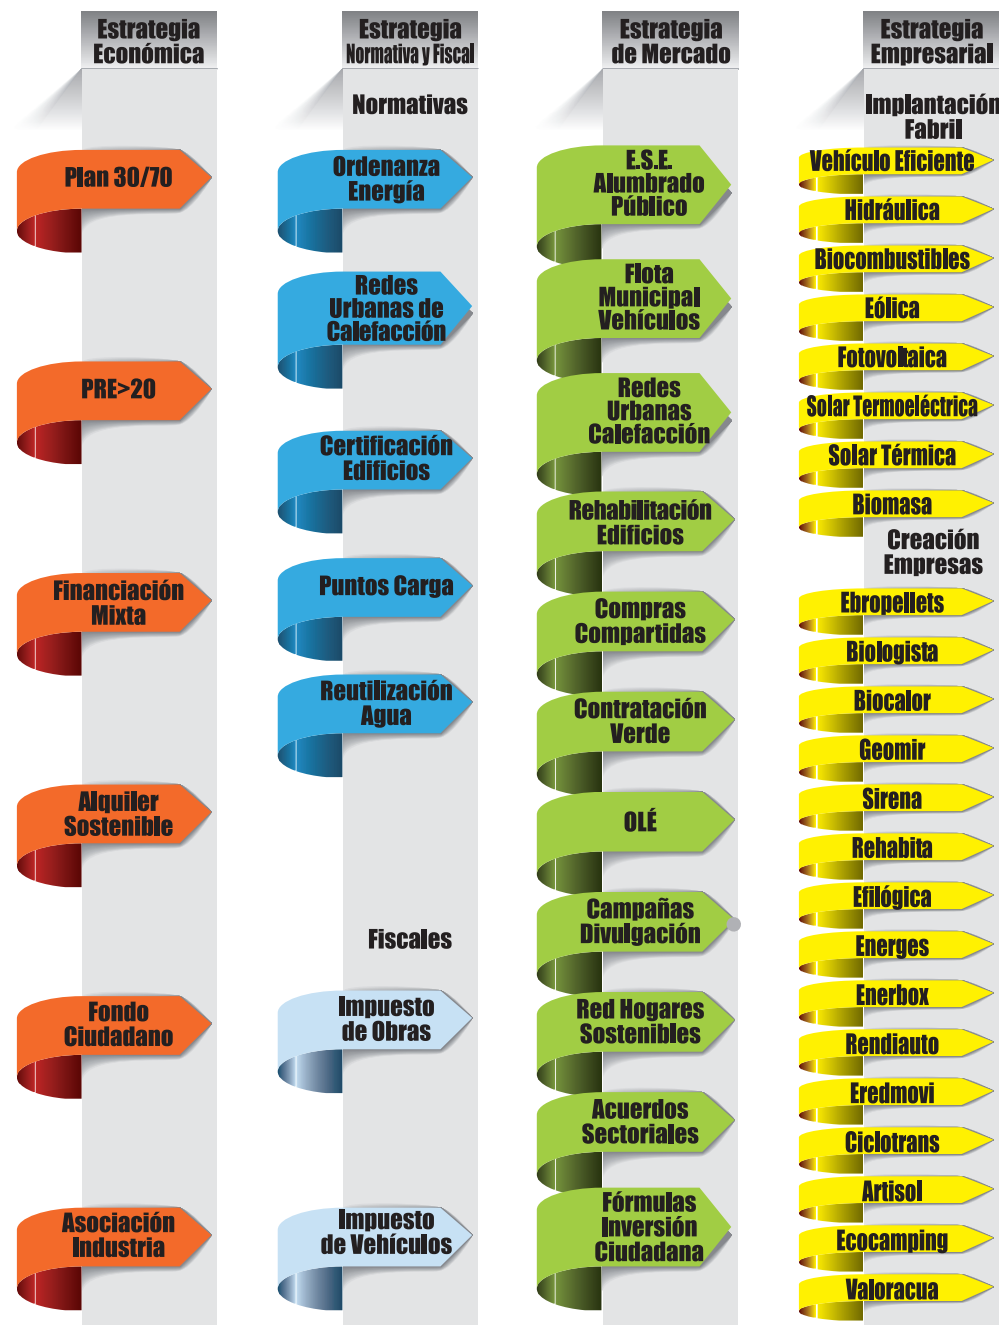 Estrategia
Económica
Plan 30/70
PRE>20
Financiación
Mixta
Alquiler
Sostenible
Fondo
Ciudadano
Asociación
Industria
Estrategia
Normativa y Fiscal
Normativas
Ordenanza
Energía
Redes
Urbanas de
Calefacción
Certificación
Edificios
Puntos Carga
Reutilización
Agua
Fiscales
Impuesto
de Obras
Impuesto
de Vehículos
Estrategia
de Mercado
E.S.E.
Alumbrado
Público
Flota
Municipal
Vehículos
Redes
Urbanas
Calefacción
Rehabilitación
Edificios
Compras
Compartidas
Contratación
Verde
OLÉ
Campañas
Divulgación
Red Hogares
Sostenibles
Acuerdos
Sectoriales
Fórmulas
Inversión
Ciudadana
Estrategia
Empresarial
Implantación
Fabril
Vehículo Eficiente
Hidráulica
Biocombustibles
Eólica
Fotovoltaica
Solar Termoeléctrica
Solar Térmica
Biomasa
Creación
Empresas
Ebropellets
Biologista
Biocalor
Geomir
Sirena
Rehabita
Efilógica
Energes
Enerbox
Rendiauto
Eredmovi
Ciclotrans
Artisol
Ecocamping
Valoracua